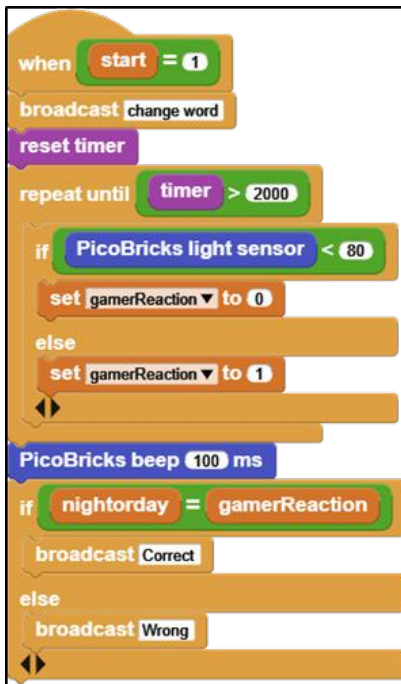 when start = 1
broadcast change word
reset timer
repeat until timer > 2000
if PicoBricks light sensor < 80
set gamerReaction to 0
else
set gamerReaction to 1
PicoBricks beep 100 ms
if nightorday = gamerReaction
broadcast Correct
else
broadcast Wrong